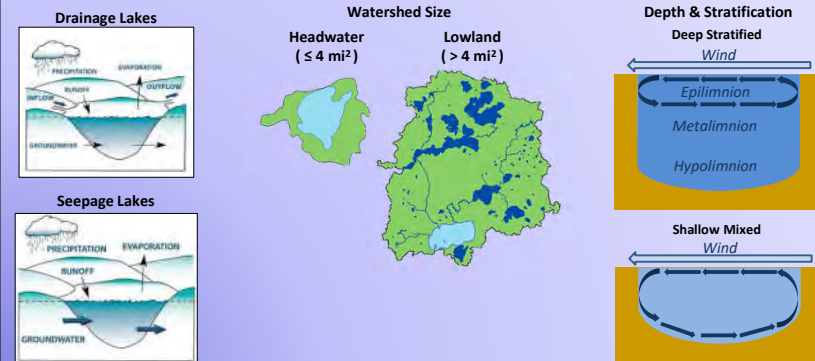 Drainage Lakes
PRECIPITATION
EVAPORATION
RUNOFF
OUTFLOW
INFLOW
GROUNDWATER
Seepage Lakes
PRECIPITATION
EVAPORATION
RUNOFF
GROUNDWATER
Watershed Size
Headwater
( ≤ 4 mi²)
Lowland
( > 4 mi²)
Depth & Stratification
Deep Stratified
Wind
Epilimnion
Metalimnion
Hypolimnion
Shallow Mixed
Wind